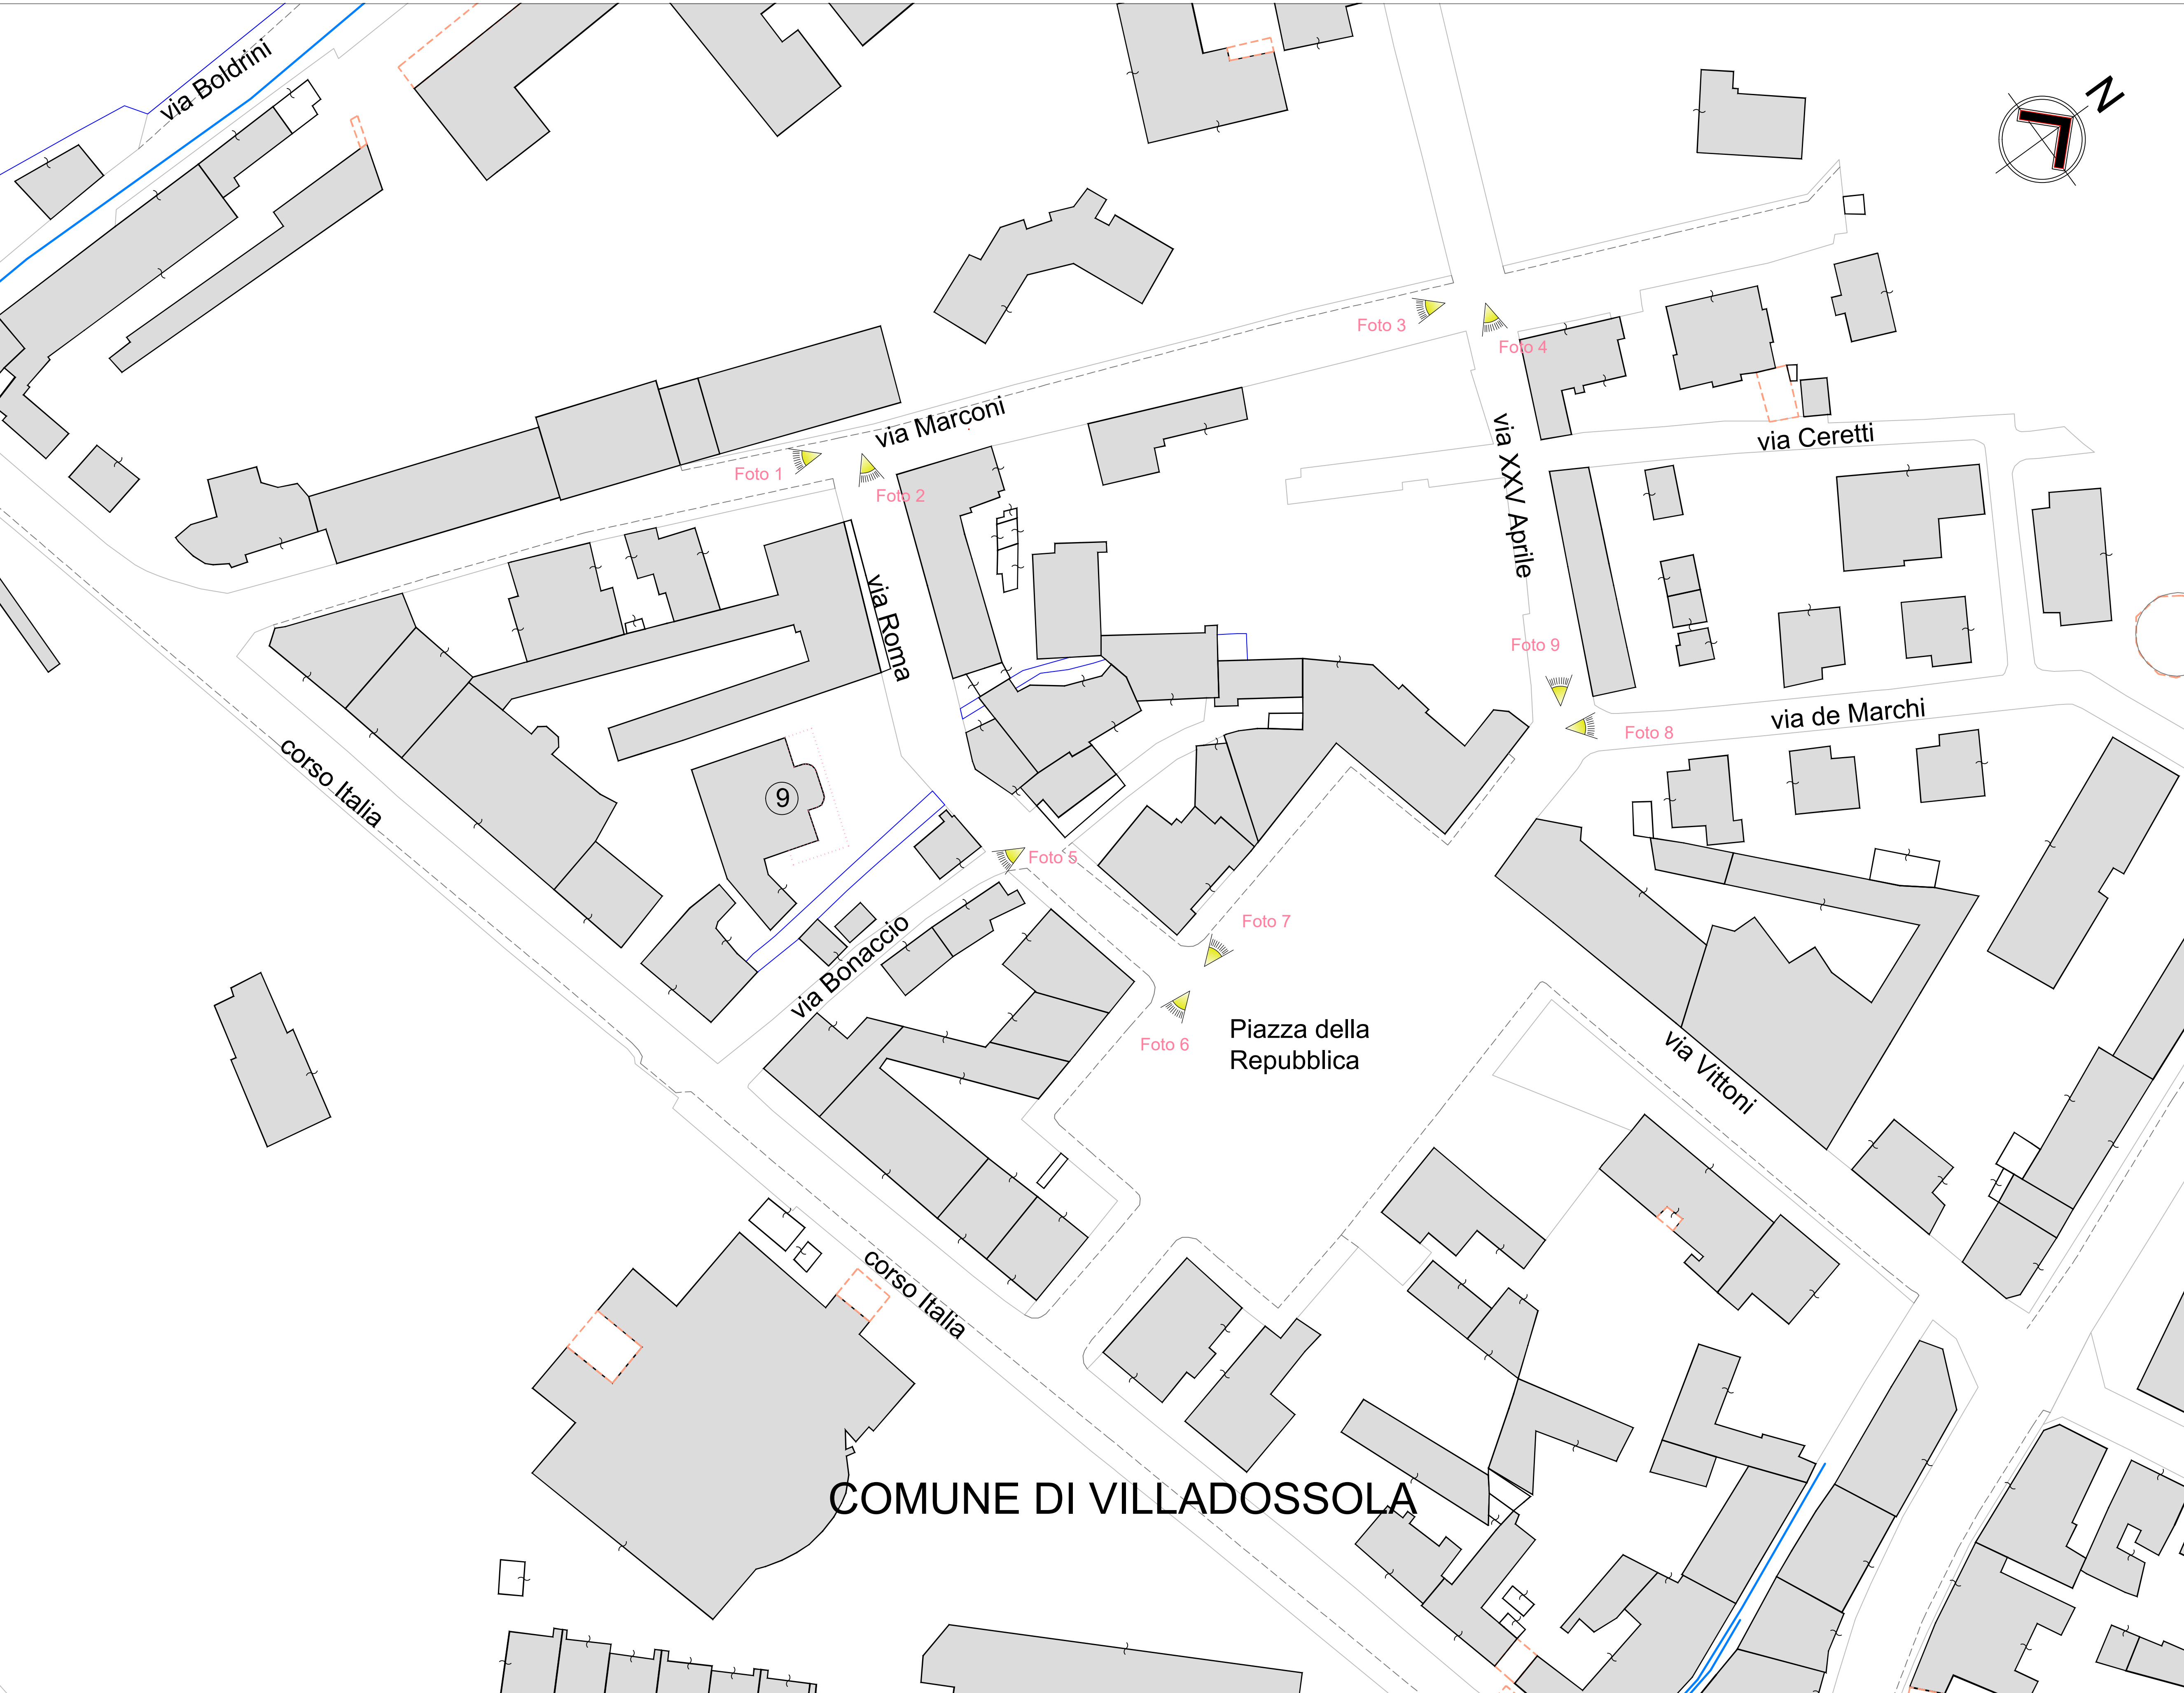 via Boldrini
N
Foto 3
Foto 4
via Marconi
via Ceretti
Foto 1
Foto 2
via XXV Aprile
via Roma
Foto 9
via de Marchi
Foto 8
corso Italia
9
Foto 5
Foto 7
via Bonaccio
Foto 6
Piazza della
Repubblica
via Vittoni
corso Italia
COMUNE DI VILLADOSSOLA